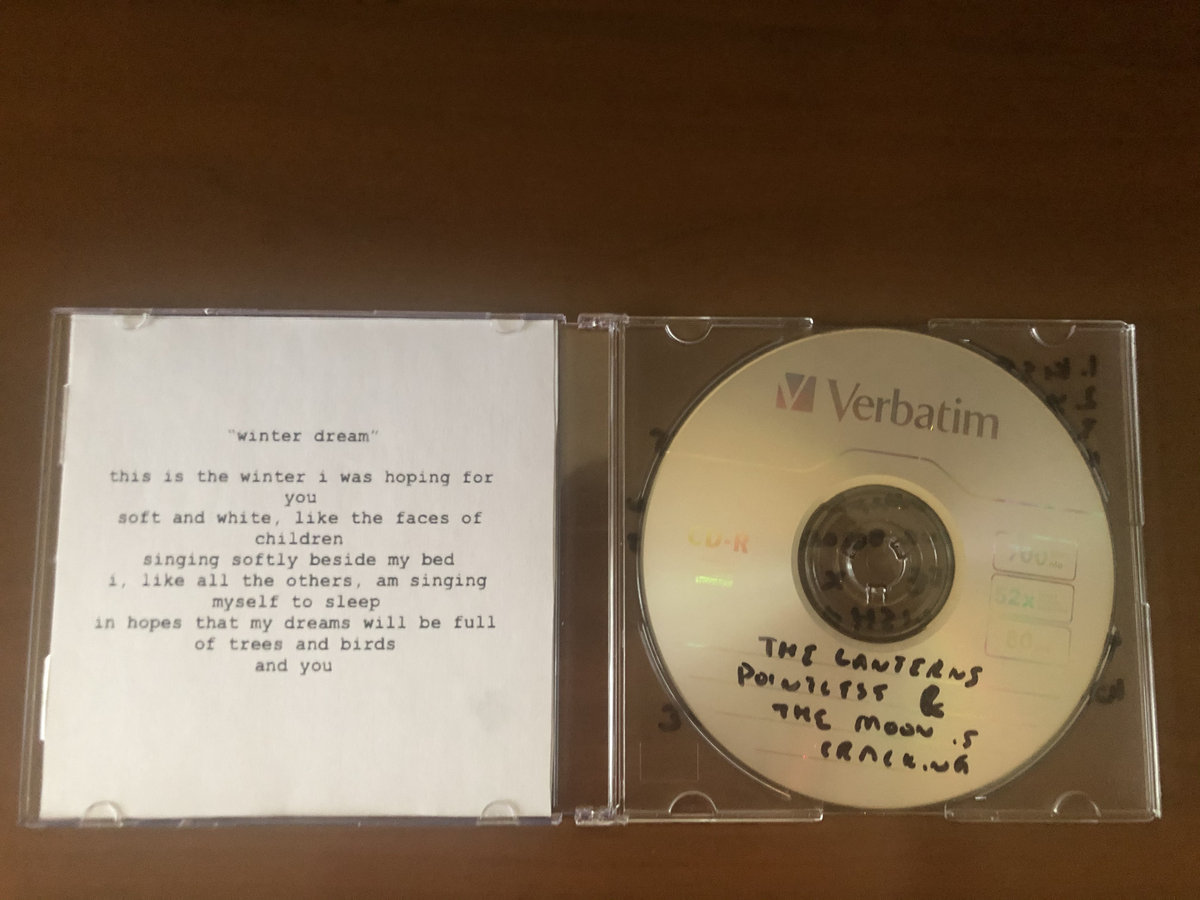 "winter dream"
this is the winter i was hoping for
you
soft and white, like the faces of
children
singing softly beside my bed
i, like all the others, am singing
myself to sleep
in hopes that my dreams will be full
of trees and birds
and you
Verbatim
CD-R
700
52x
80
THE LANTERNS
POINTLESS &
THE MOON IS
CRACKING
3